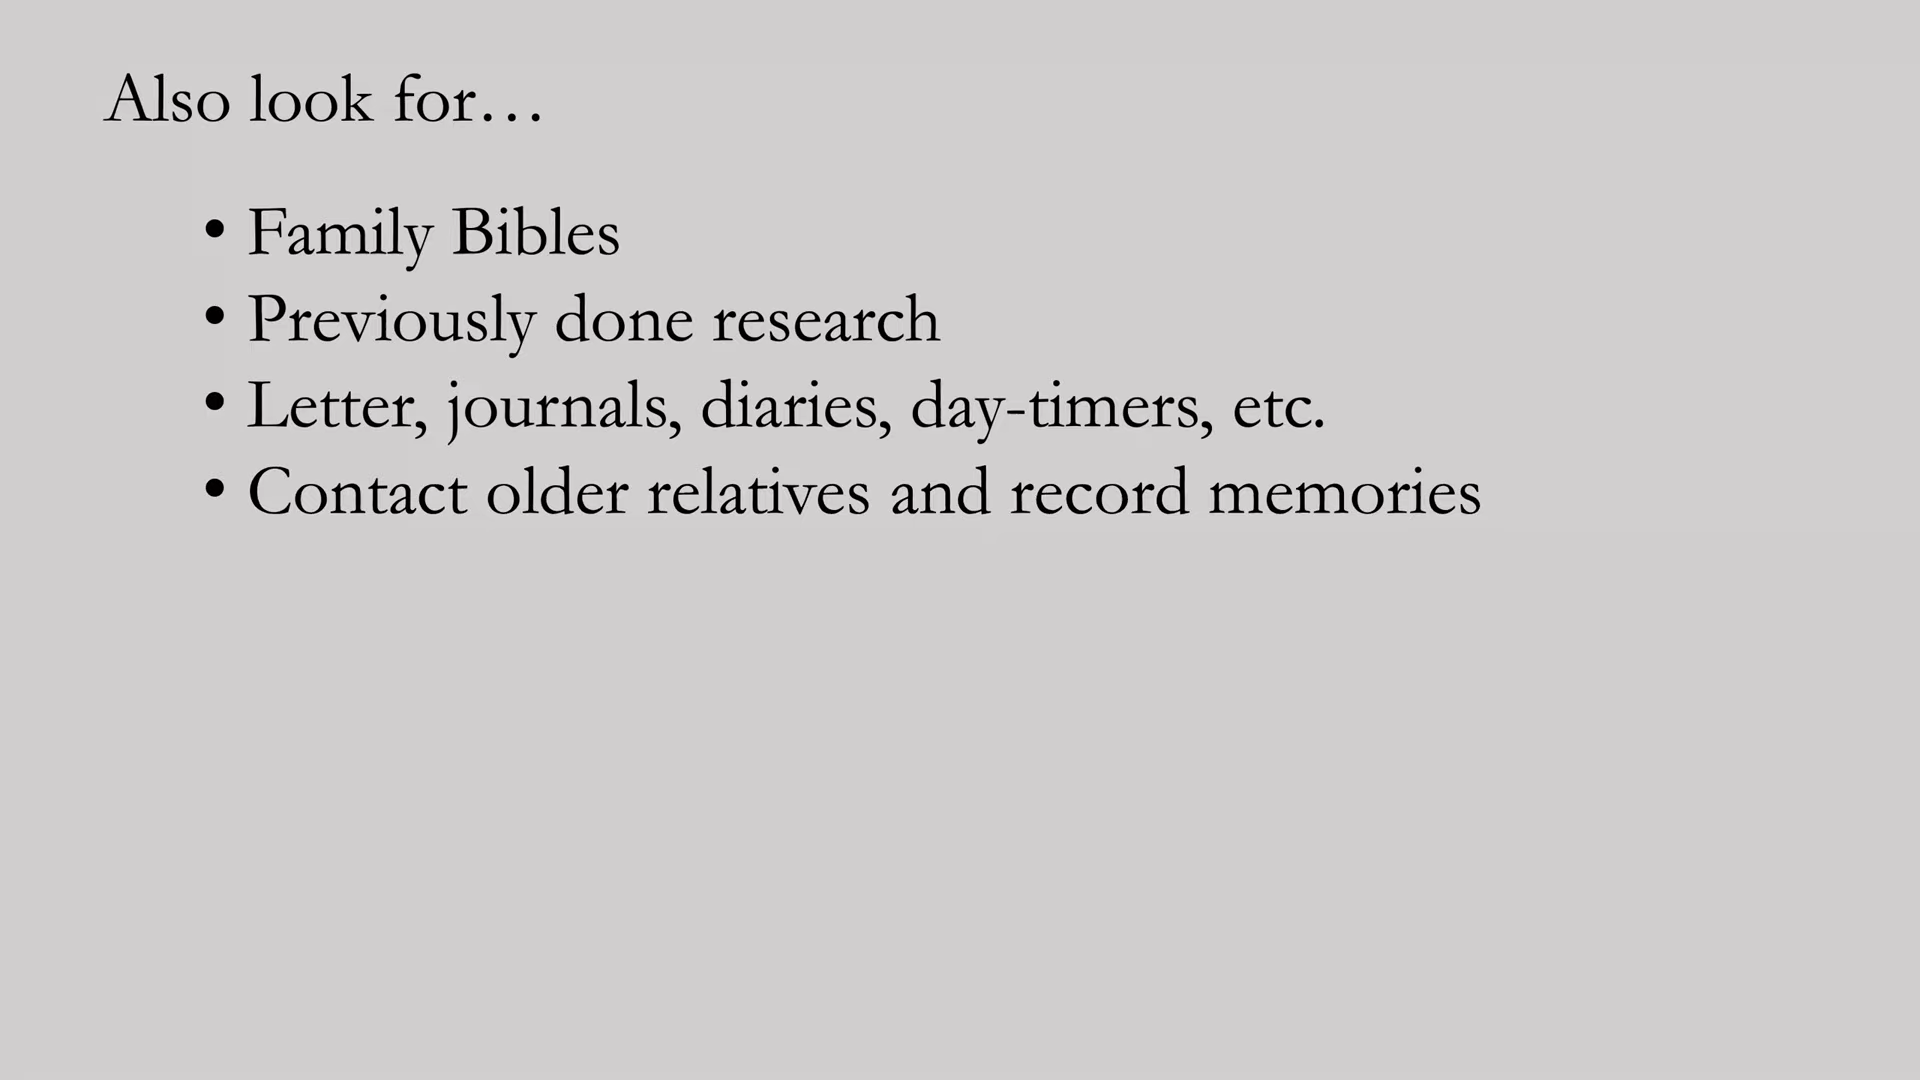 Also look for…
• Family Bibles
• Previously done research
• Letter, journals, diaries, day-timers, etc.
• Contact older relatives and record memories